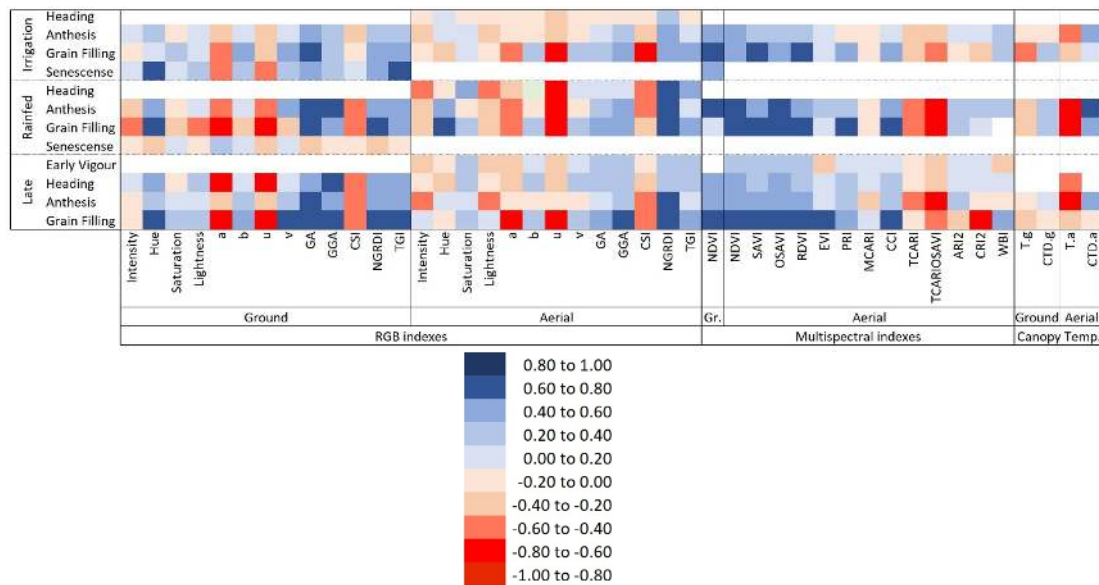 Irrigation
Heading
Anthesis
Grain Filling
Senescense
Rainfed
Heading
Anthesis
Grain Filling
Senescense
Late
Early Vigour
Heading
Anthesis
Grain Filling
Intensity Hue Saturation Lightness a b u v GA GGA CSI NGRDI TGI Intensity Hue Saturation Lightness a b u v GA GGA CSI NGRDI TGI NDVI NDVI SAVI OSAVI RDVI EVI PRI MCARI CCI TCARI TCARIOSAVI ARI2 CRI2 WBI T.g CTD.g T.a CTD.a
Ground Aerial Gr. Aerial Ground Aerial
RGB indexes Multispectral indexes Canopy Temp.
0.80 to 1.00
0.60 to 0.80
0.40 to 0.60
0.20 to 0.40
0.00 to 0.20
-0.20 to 0.00
-0.40 to -0.20
-0.60 to -0.40
-0.80 to -0.60
-1.00 to -0.80